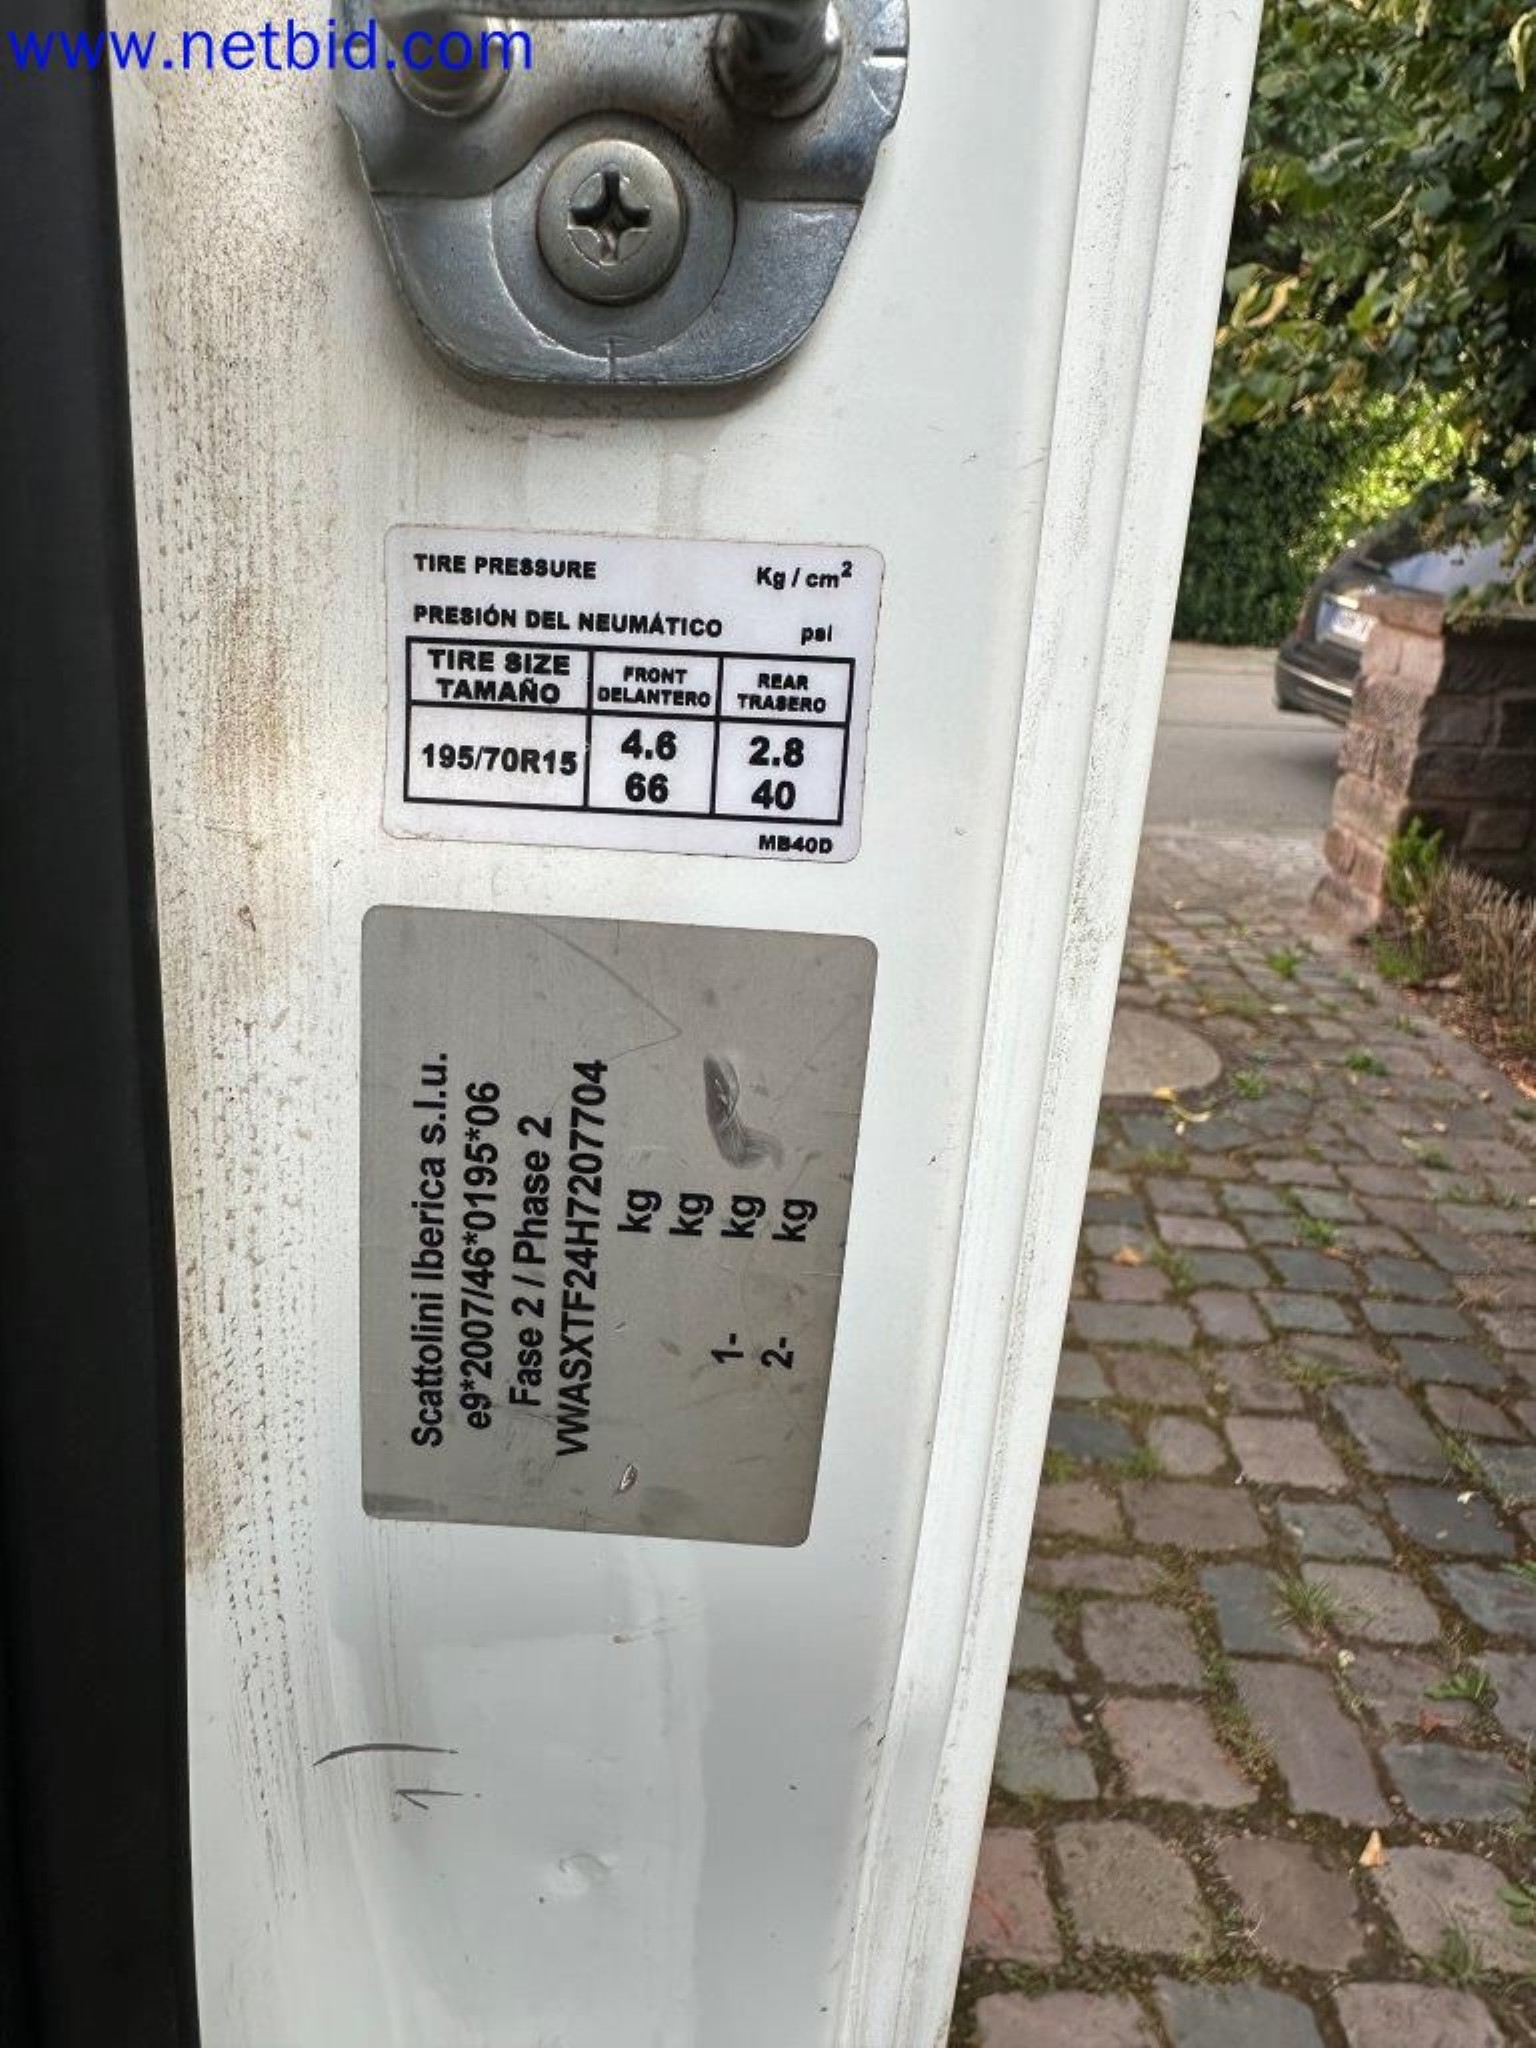 www.netbid.com
TIRE PRESSURE Kg / cm²
PRESIÓN DEL NEUMÁTICO psi
TIRE SIZE TAMAÑO FRONT DELANTERO REAR TRASERO
195/70R15 4.6 66 2.8 40
MB40D
Scattolini Iberica s.l.u.
e9*2007/46*0195*06
Fase 2 / Phase 2
VWASXTF24H7207704
kg
kg
1- kg
2- kg